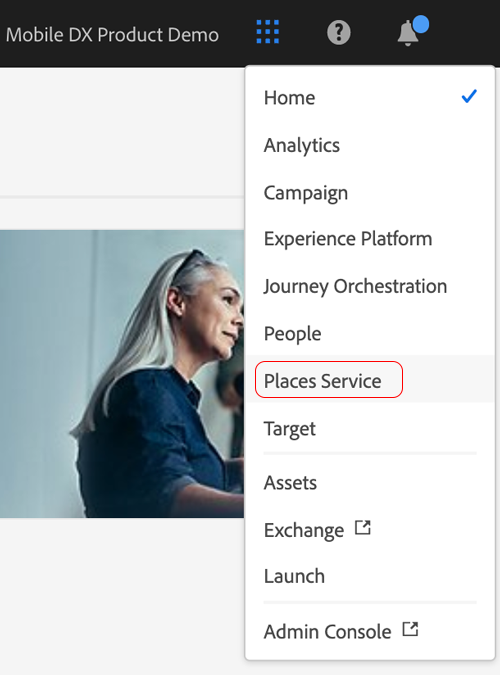 Mobile DX Product Demo
Home
Analytics
Campaign
Experience Platform
Journey Orchestration
People
Places Service
Target
Assets
Exchange
Launch
Admin Console